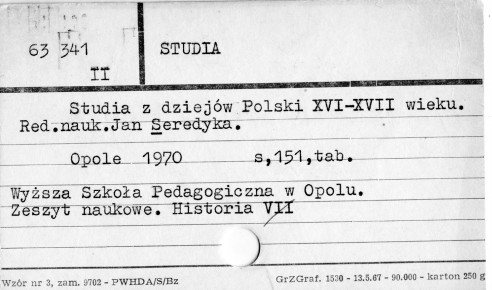 63 341
II
STUDIA
Studia z dziejów Polski XVI-XVII wieku.
Red.nauk.Jan Seredyka.
Opole 1970 s,151,tab.
Wyższa Szkoła Pedagogiczna w Opolu.
Zeszyt naukowe. Historia VII
Wzór nr 3, zam. 9702 - PWHDA/S/Bz
GrZGraf. 1530 - 13.5.67 - 90.000 - karton 250 g